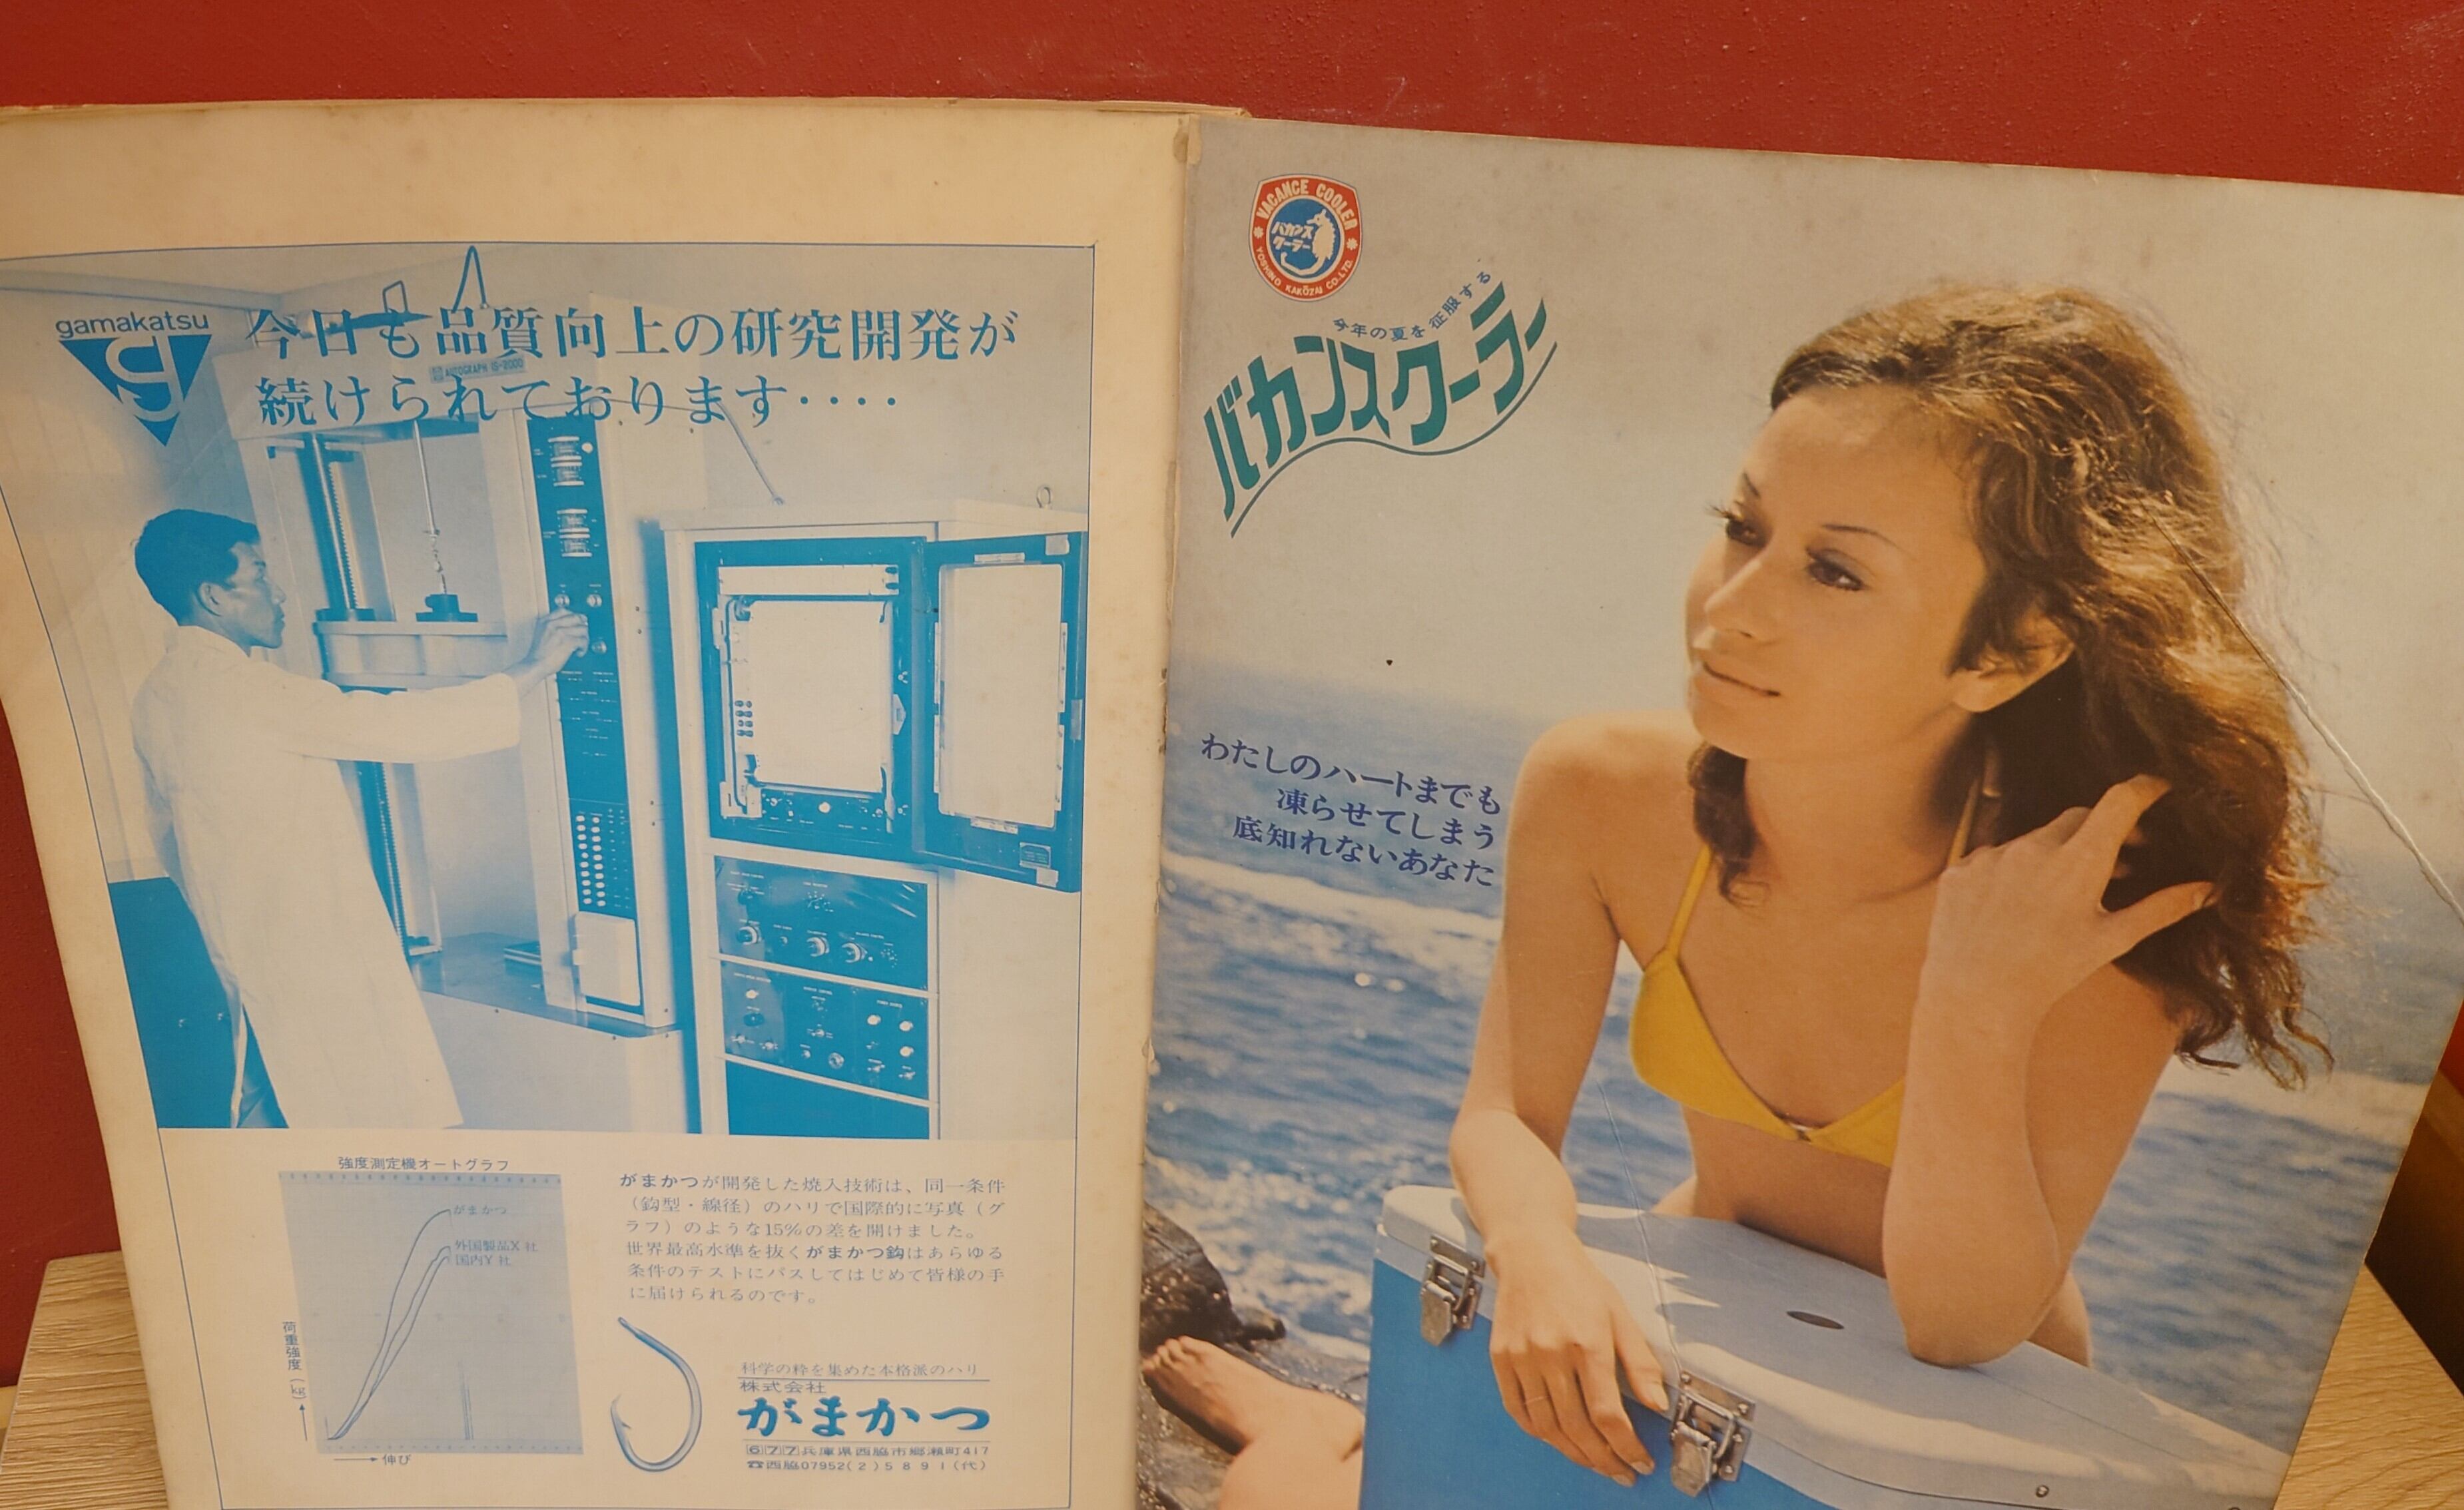 gamakatsu
g
今日も品質向上の研究開発が
続けられております‥‥
AUTOGRAPH IS-2000
強度測定機オートグラフ
がまかつ
外国製品X社
国内Y社
荷重強度(kg)
伸び
がまかつが開発した焼入技術は、同一条件
(鈎型・線径)のハリで国際的に写真(グ
ラフ)のような15%の差を開けました。
世界最高水準を抜くがまかつ鈎はあらゆる
条件のテストにパスしてはじめて皆様の手
に届けられるのです。
科学の粋を集めた本格派のハリ
株式会社
がまかつ
677兵庫県西脇市郷瀬町417
☎西脇07952(2)5891(代)
VACANCE COOLER
バカンス
クーラー
YOSHINO KAKŌZAI CO-LTD.
今年の夏を征服する
バカンスクーラー
わたしのハートまでも
凍らせてしまう
底知れないあなた